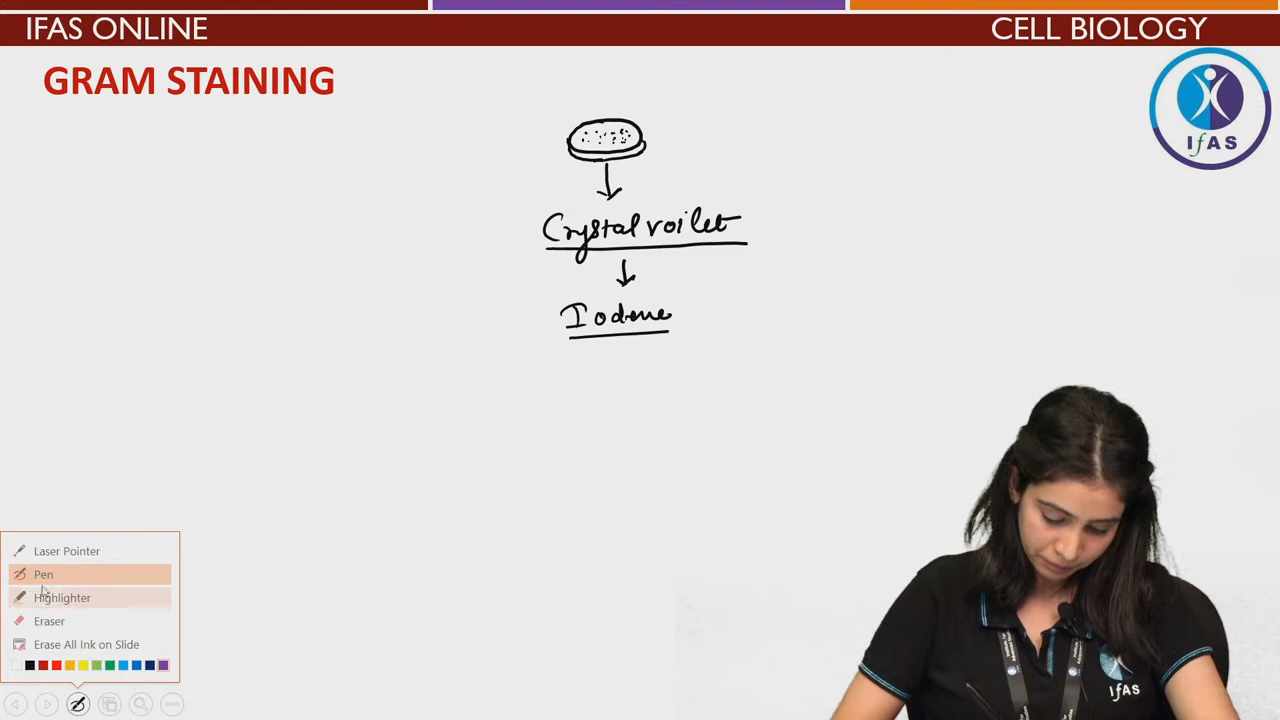 IFAS ONLINE
CELL BIOLOGY
GRAM STAINING
IfAS
Crystal voilet
Iodine
Laser Pointer
Pen
Highlighter
Eraser
Erase All Ink on Slide
IfAS